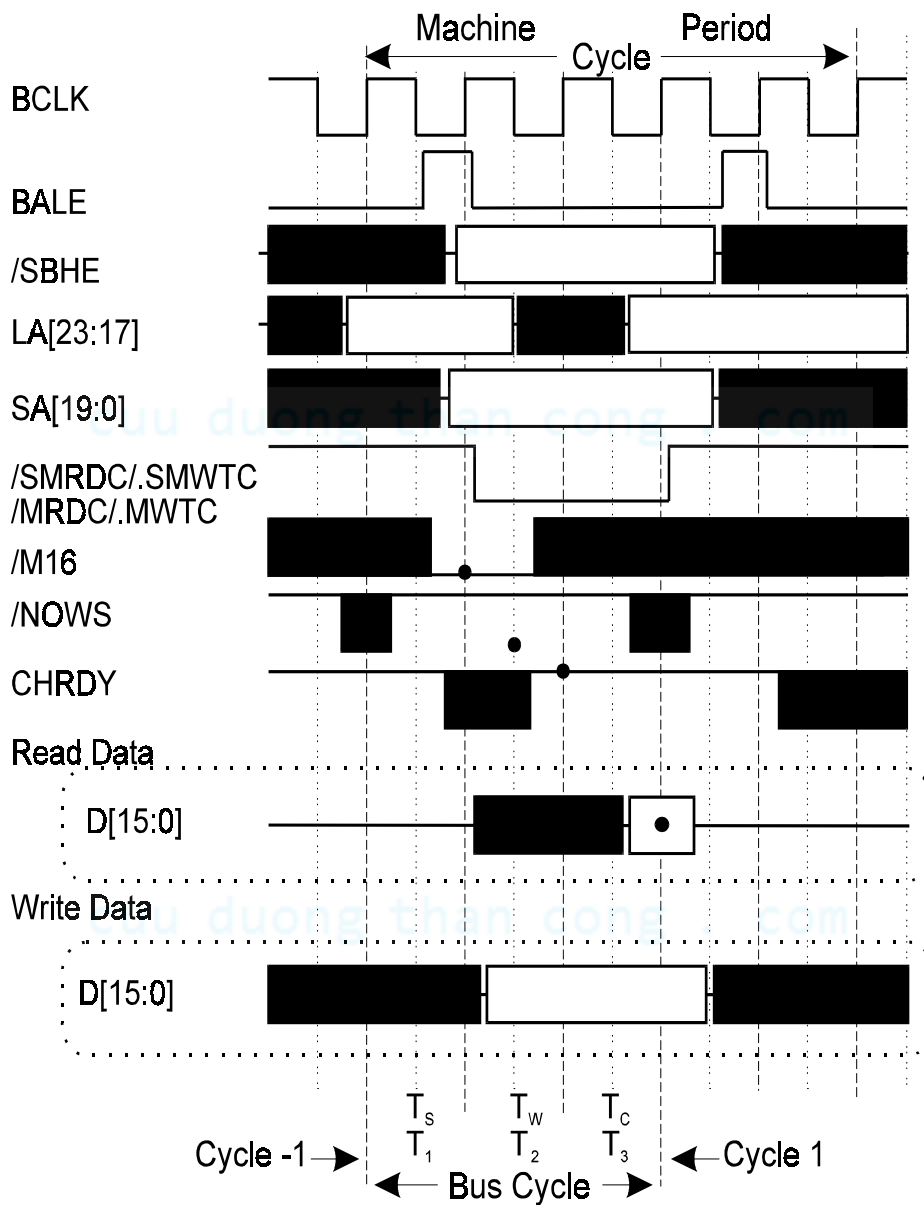 Machine Period
Cycle
BCLK
BALE
/SBHE
LA[23:17]
SA[19:0]
cuu duong than cong . com
/SMRDC/.SMWTC
/MRDC/.MWTC
/M16
/NOWS
CHRDY
Read Data
D[15:0]
Write Data
cuu duong than cong . com
D[15:0]
TS TW TC
T1 T2 T3
Cycle -1 Cycle 1
Bus Cycle